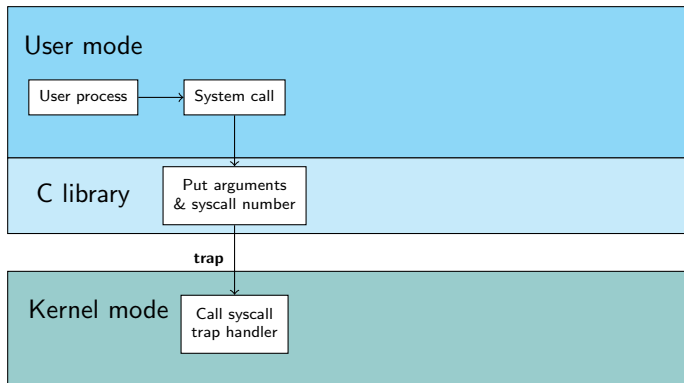 User mode
User process
System call
C library
Put arguments
& syscall number
trap
Kernel mode
Call syscall
trap handler